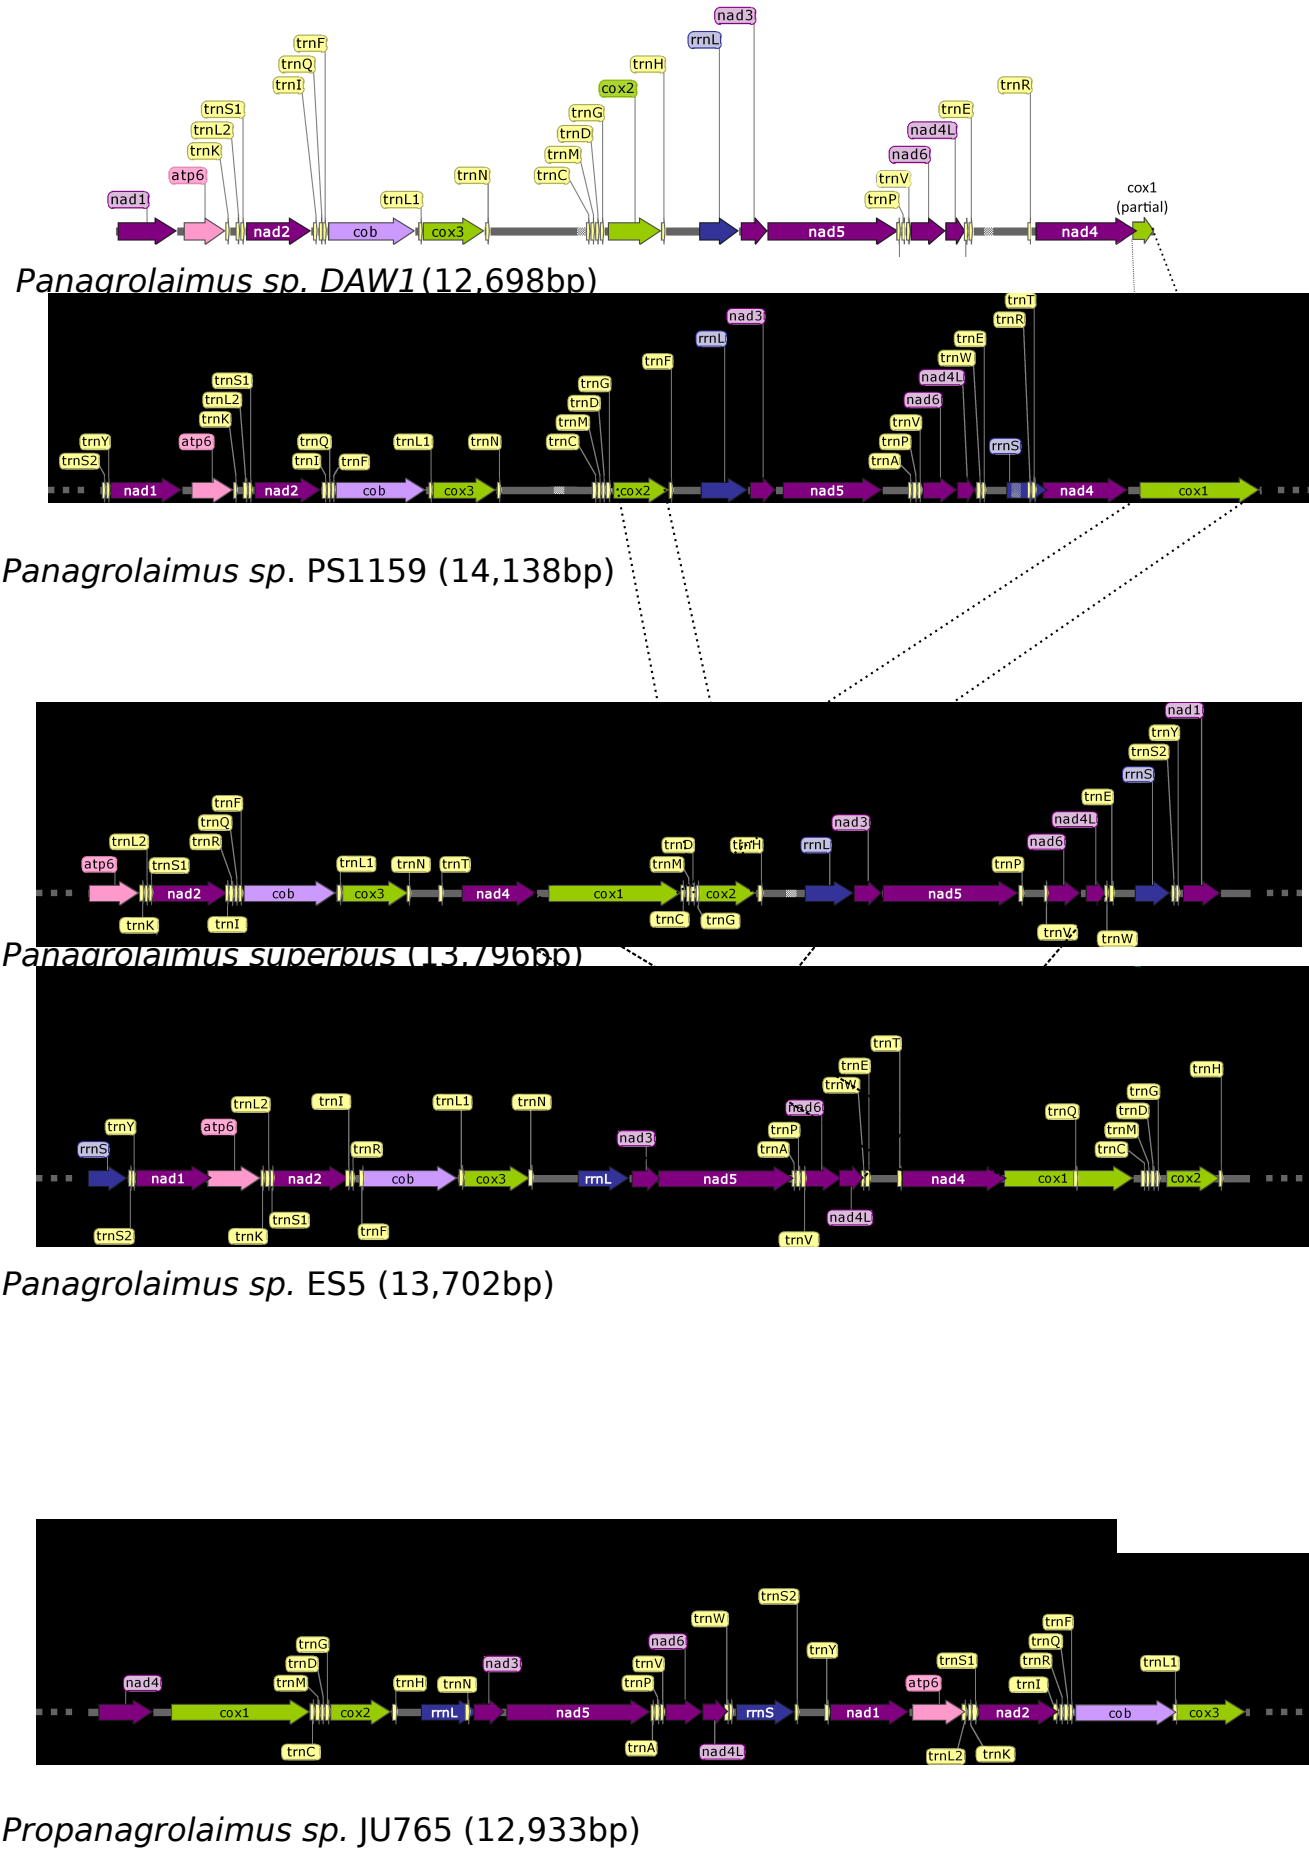 nad3
rrnL
trnF
trnQ
trnH
trnI
trnR
cox2
trnS1
trnE
trnG
trnL2
trnD
nad4L
trnK
trnM
nad6
atp6
trnN
trnC
trnV
cox1
(partial)
nad1
trnL1
trnP
nad2
cob
cox3
nad5
nad4
Panagrolaimus sp. DAW1 (12,698bp)
trnT
nad3
trnR
rrnL
trnE
trnW
trnF
nad4L
trnS1
trnG
trnL2
trnD
nad6
trnK
trnM
trnV
trnY
atp6
trnQ
trnL1
trnN
trnC
trnP
rrnS
trnS2
trnI
trnF
trnA
nad1
nad2
cob
cox3
cox2
nad5
nad4
cox1
Panagrolaimus sp. PS1159 (14,138bp)
nad1
trnY
trnS2
rrnS
trnE
trnF
nad4L
trnQ
nad3
trnL2
trnR
trnD
trnH
rrnL
nad6
atp6
trnS1
trnL1
trnN
trnT
trnM
trnP
nad2
cob
cox3
nad4
cox1
cox2
nad5
trnK
trnI
trnC
trnG
trnV
trnW
Panagrolaimus superbus (13,796bp)
trnT
trnE
trnH
trnW
trnG
trnL2
trnI
trnL1
trnN
nad6
trnQ
trnD
trnY
atp6
trnP
trnM
nad3
rrnS
trnR
trnA
trnC
nad1
nad2
cob
cox3
rrnL
nad5
nad4
cox1
cox2
trnS1
nad4L
trnS2
trnK
trnF
trnV
Panagrolaimus sp. ES5 (13,702bp)
trnS2
trnW
trnF
trnG
nad6
trnQ
trnY
trnD
nad3
trnV
trnS1
trnR
trnL1
nad4
trnM
trnH
trnN
trnP
atp6
trnI
cox1
cox2
rrnL
nad5
rrnS
nad1
nad2
cob
cox3
trnC
trnA
nad4L
trnL2
trnK
Propanagrolaimus sp. JU765 (12,933bp)